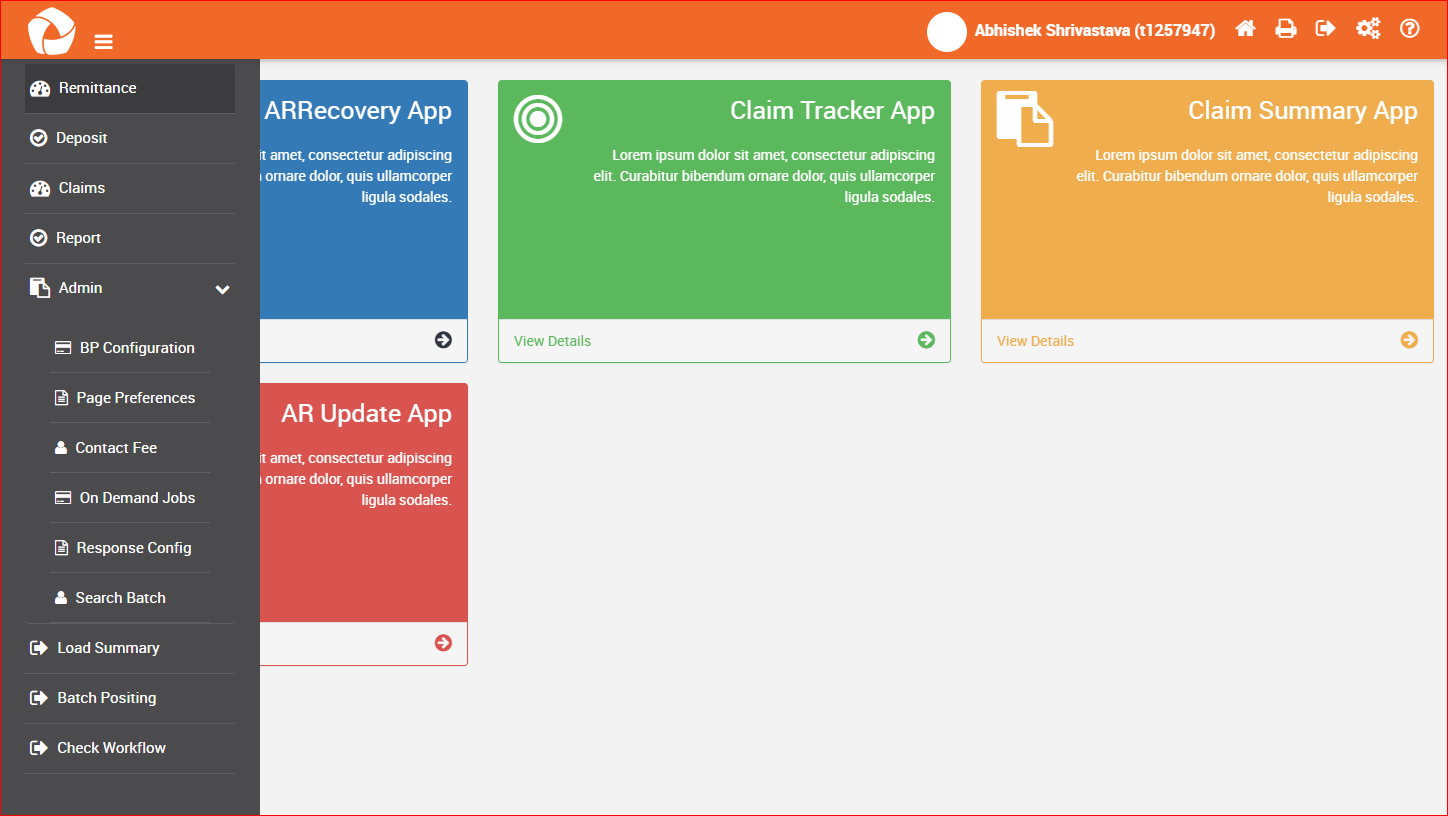 Abhishek Shrivastava (t1257947)
Remittance
Deposit
Claims
Report
Admin
BP Configuration
Page Preferences
Contact Fee
On Demand Jobs
Response Config
Search Batch
Load Summary
Batch Positing
Check Workflow
ARRecovery App
it amet, consectetur adipiscing
ornare dolor, quis ullamcorper
ligula sodales.
Claim Tracker App
Lorem ipsum dolor sit amet, consectetur adipiscing
elit. Curabitur bibendum ornare dolor, quis ullamcorper
ligula sodales.
View Details
Claim Summary App
Lorem ipsum dolor sit amet, consectetur adipiscing
elit. Curabitur bibendum ornare dolor, quis ullamcorper
ligula sodales.
View Details
AR Update App
it amet, consectetur adipiscing
ornare dolor, quis ullamcorper
ligula sodales.